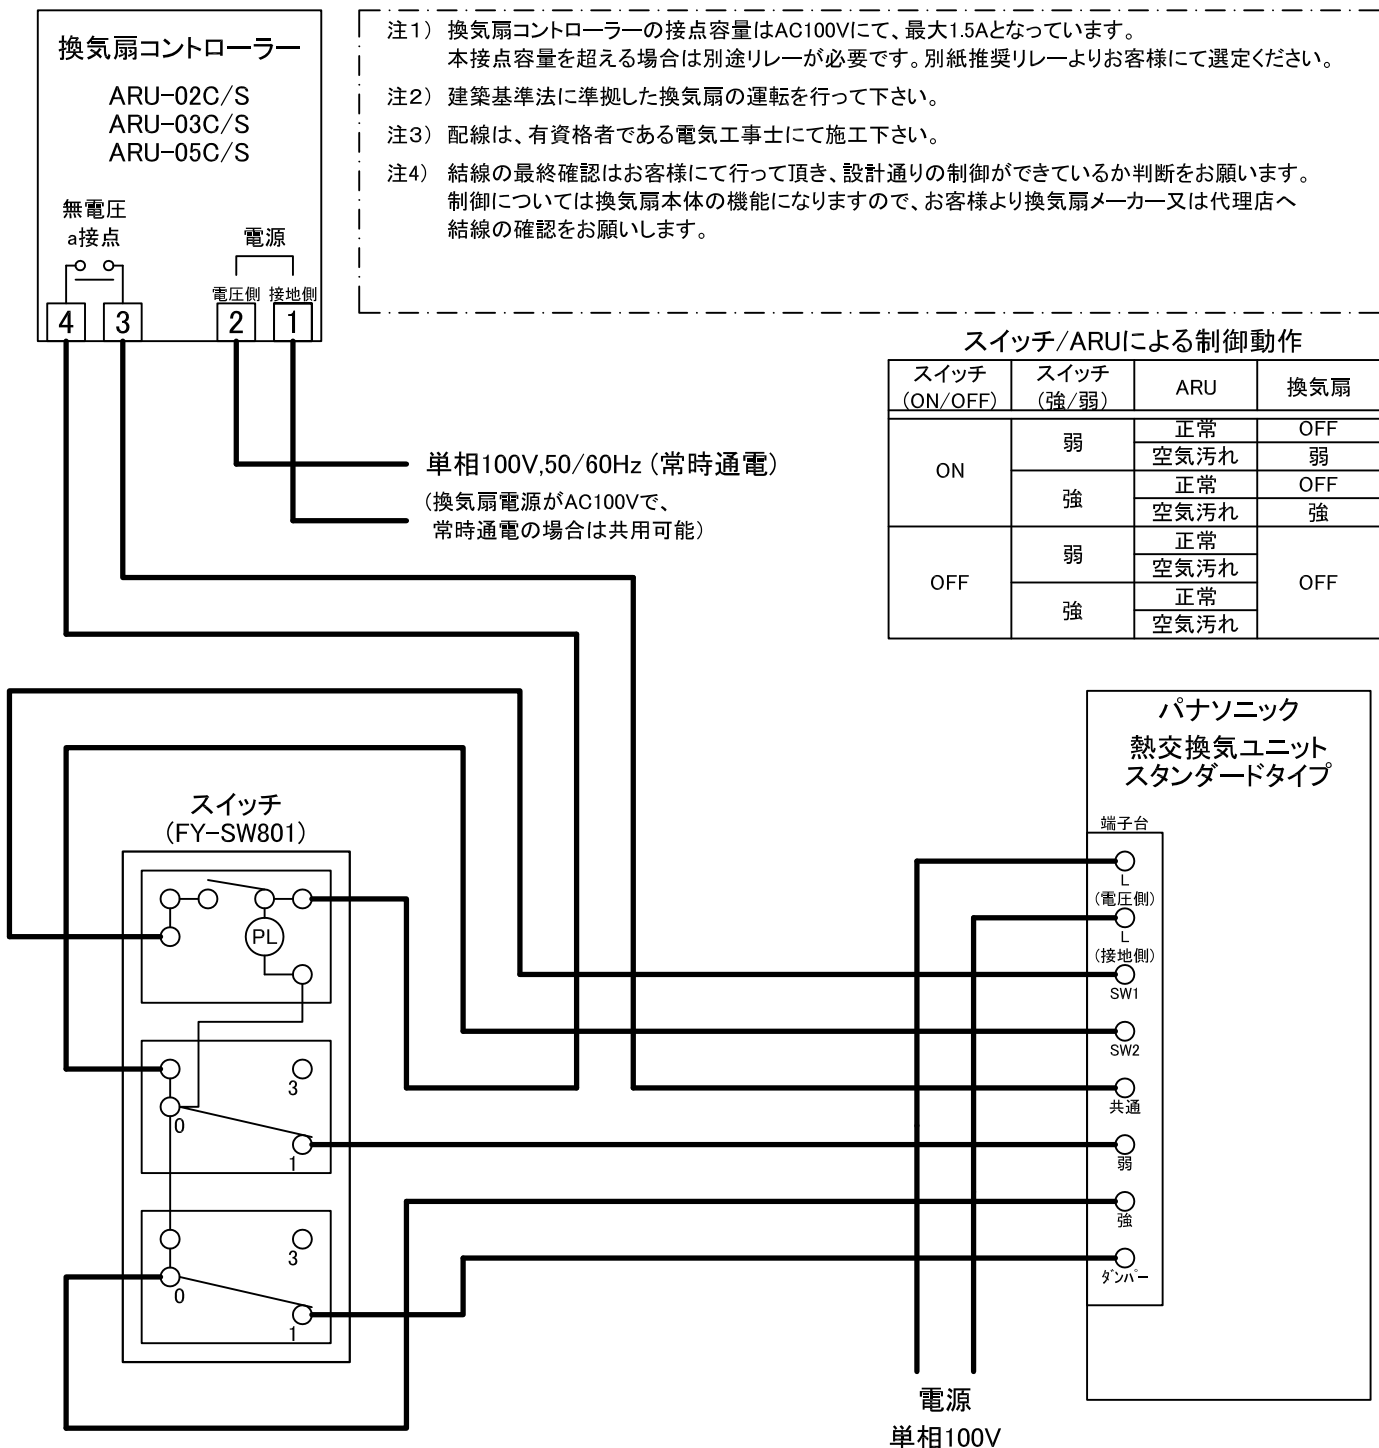 換気扇コントローラー
ARU-02C/S
ARU-03C/S
ARU-05C/S
無電圧
a接点
電源
電圧側 接地側
4 3 2 1
注1) 換気扇コントローラーの接点容量はAC100Vにて、最大1.5Aとなっています。
本接点容量を超える場合は別途リレーが必要です。別紙推奨リレーよりお客様にて選定ください。
注2) 建築基準法に準拠した換気扇の運転を行って下さい。
注3) 配線は、有資格者である電気工事士にて施工下さい。
注4) 結線の最終確認はお客様にて行って頂き、設計通りの制御ができているか判断をお願います。
制御については換気扇本体の機能になりますので、お客様より換気扇メーカー又は代理店へ
結線の確認をお願いします。
スイッチ/ARUによる制御動作
スイッチ スイッチ ARU 換気扇
(ON/OFF) (強/弱)
ON 弱 正常 OFF
空気汚れ 弱
強 正常 OFF
空気汚れ 強
OFF 弱 正常 OFF
空気汚れ
強 正常
空気汚れ
単相100V,50/60Hz (常時通電)
(換気扇電源がAC100Vで、
常時通電の場合は共用可能)
スイッチ
(FY-SW801)
PL
3
0
1
3
0
1
パナソニック
熱交換気ユニット
スタンダードタイプ
端子台
L
(電圧側)
L
(接地側)
SW1
SW2
共通
弱
強
ダンパー
電源
単相100V